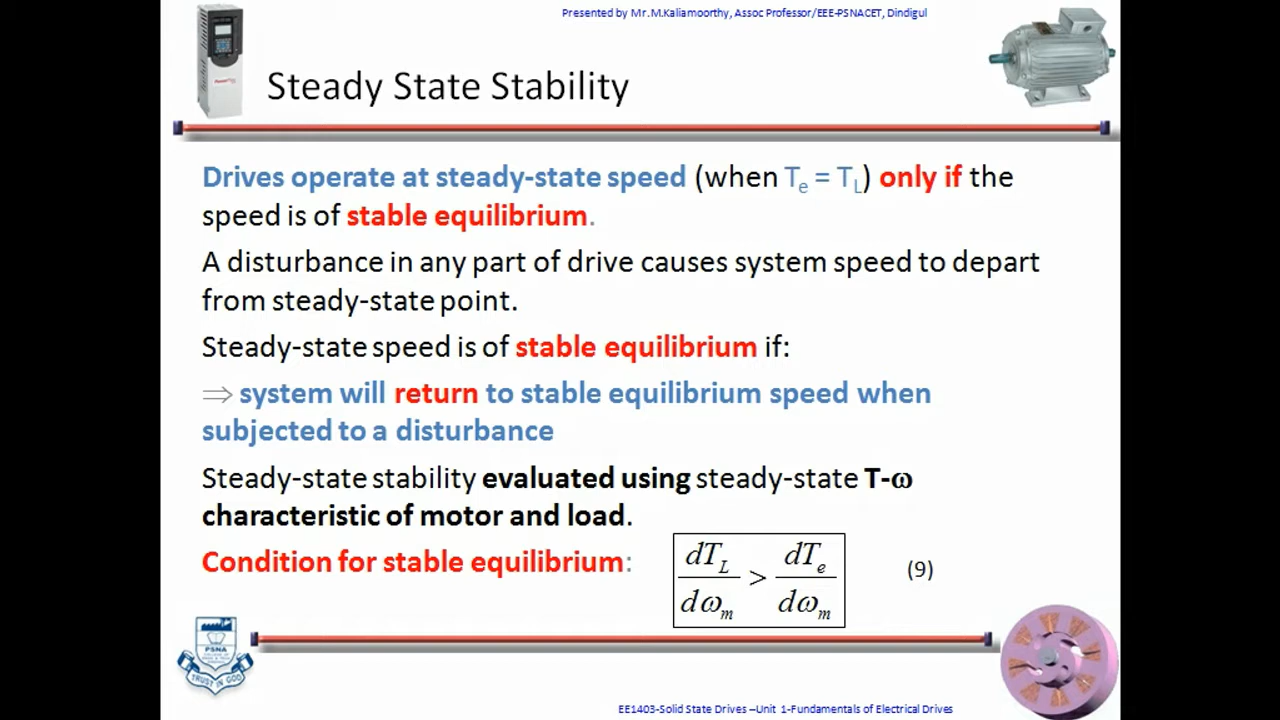 Presented by Mr.M.Kaliamoorthy, Assoc Professor/EEE-PSNACET, Dindigul
Steady State Stability
Drives operate at steady-state speed (when Te = TL) only if the
speed is of stable equilibrium.
A disturbance in any part of drive causes system speed to depart
from steady-state point.
Steady-state speed is of stable equilibrium if:
⇒ system will return to stable equilibrium speed when
subjected to a disturbance
Steady-state stability evaluated using steady-state T-ω
characteristic of motor and load.
Condition for stable equilibrium: dTL/dωm > dTe/dωm (9)
PSNA
TRUST IN GOD
EE1403-Solid State Drives –Unit 1-Fundamentals of Electrical Drives